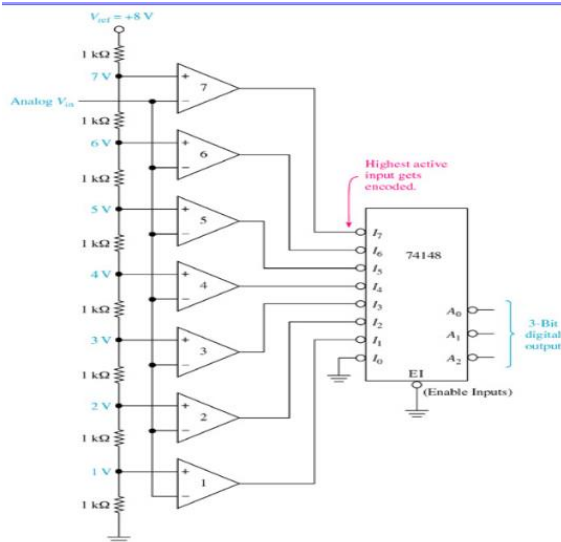 V_ref = +8 V
1 kΩ
7 V
+
−
7
Analog V_in
1 kΩ
6 V
+
−
6
Highest active
input gets
encoded.
1 kΩ
5 V
+
−
5
I₇
I₆
I₅
74148
1 kΩ
4 V
+
−
4
I₄
I₃
I₂
I₁
I₀
A₀
A₁
A₂
3-Bit
digital
output
1 kΩ
3 V
+
−
3
EI
(Enable Inputs)
1 kΩ
2 V
+
−
2
1 kΩ
1 V
+
−
1
1 kΩ